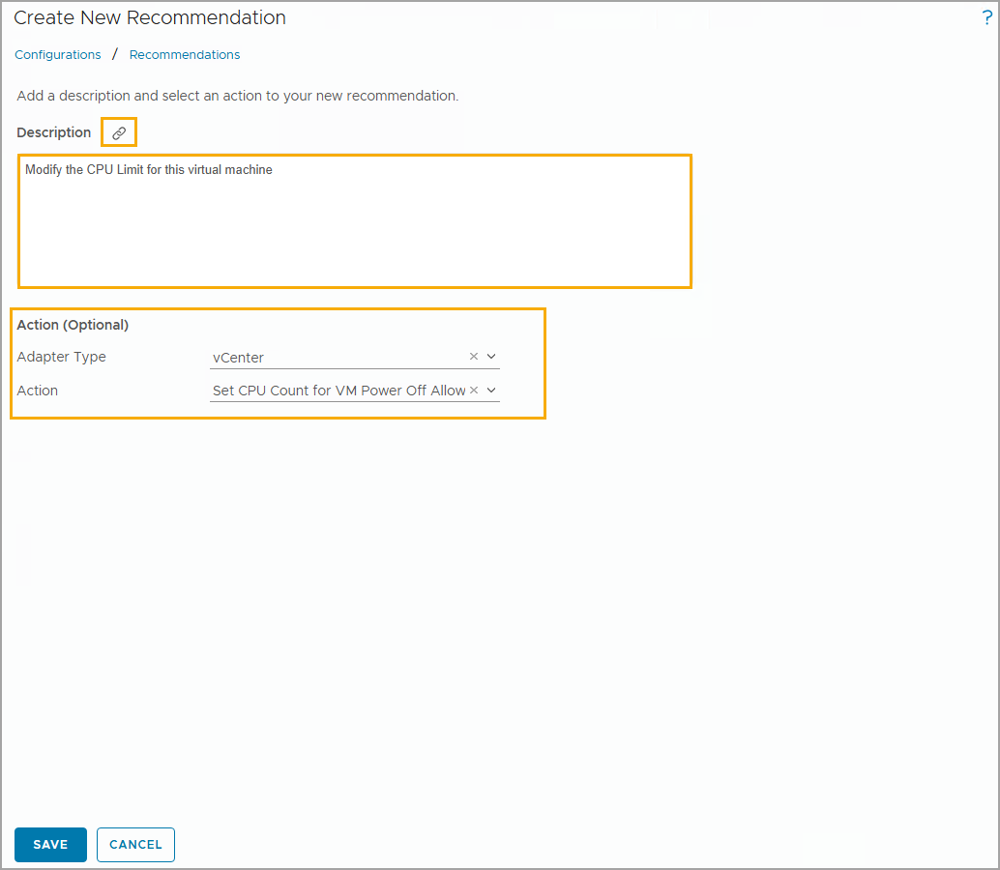 Create New Recommendation ?
Configurations / Recommendations
Add a description and select an action to your new recommendation.
Description
Modify the CPU Limit for this virtual machine
Action (Optional)
Adapter Type vCenter
Action Set CPU Count for VM Power Off Allow
SAVE CANCEL